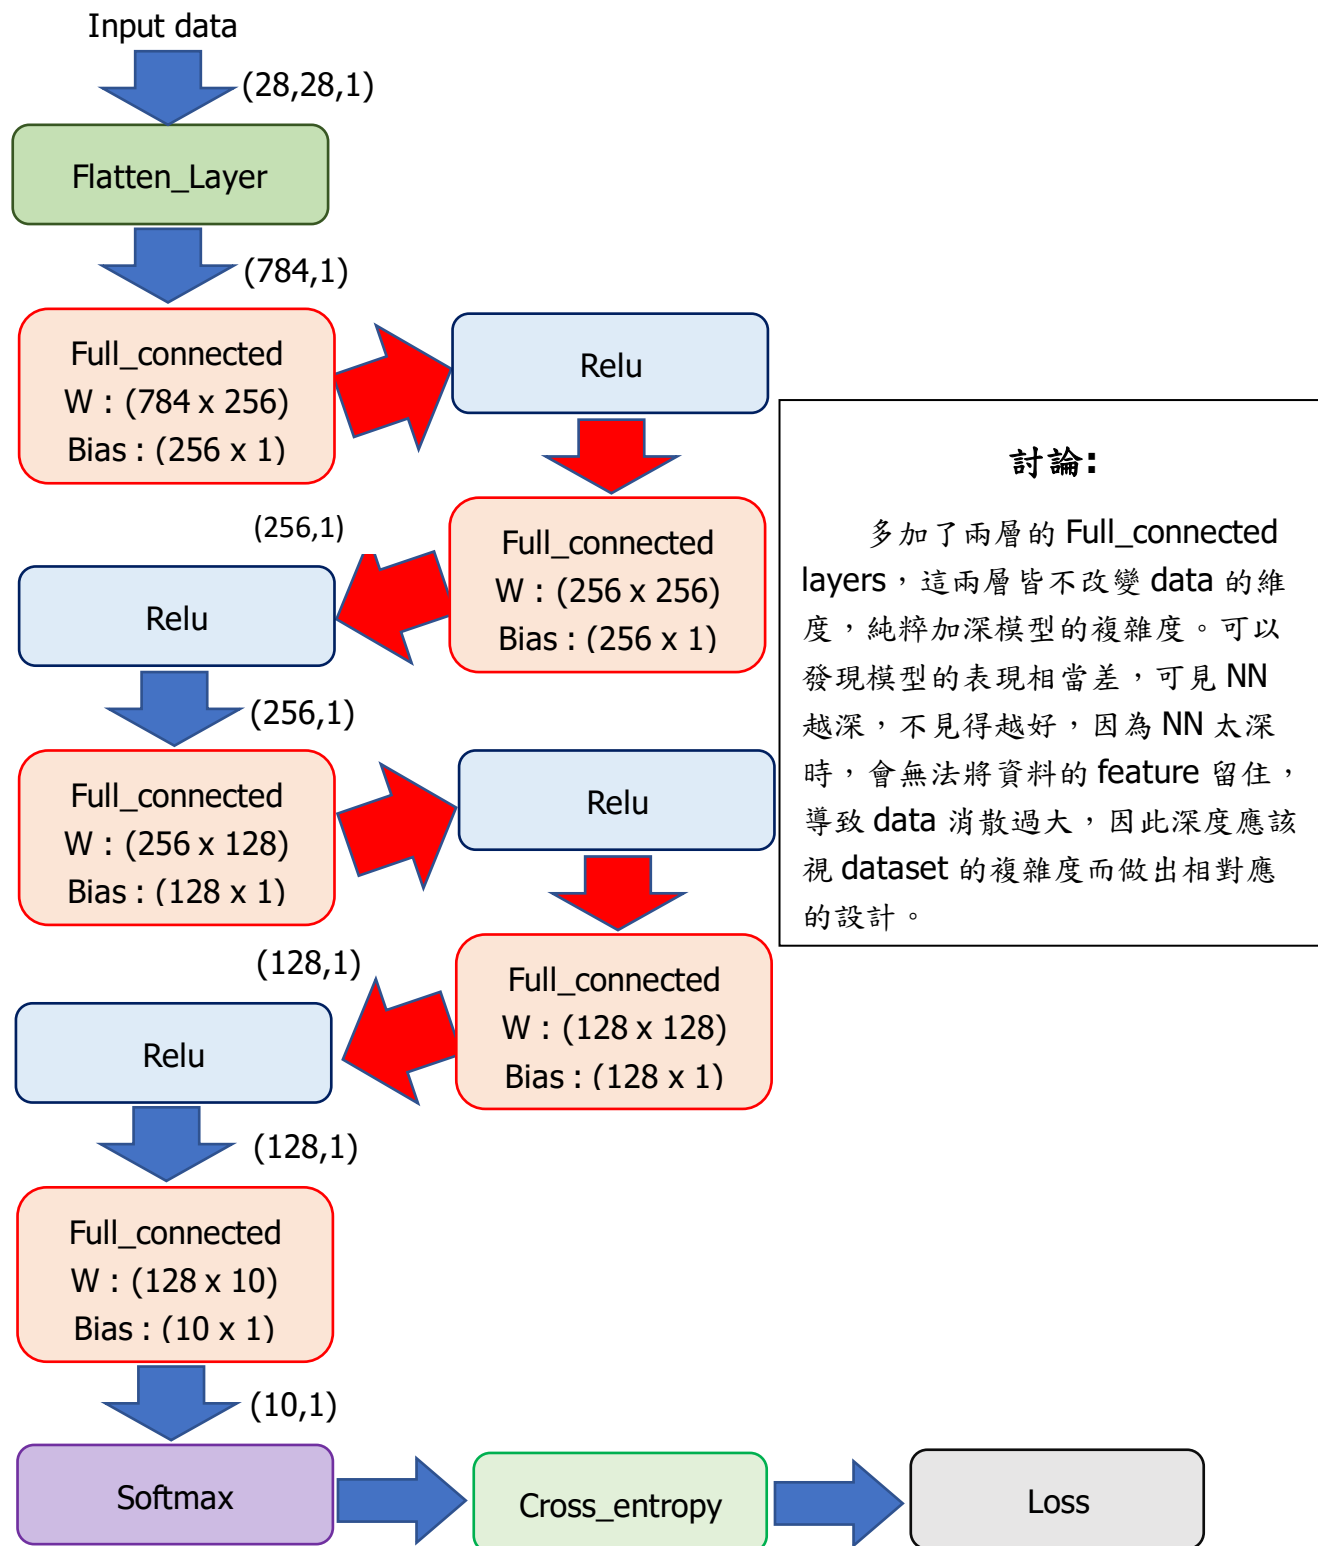 Input data
(28,28,1)
Flatten_Layer
(784,1)
Full_connected
W : (784 x 256)
Bias : (256 x 1)
Relu
Full_connected
W : (256 x 256)
Bias : (256 x 1)
(256,1)
Relu
(256,1)
Full_connected
W : (256 x 128)
Bias : (128 x 1)
Relu
Full_connected
W : (128 x 128)
Bias : (128 x 1)
(128,1)
Relu
(128,1)
Full_connected
W : (128 x 10)
Bias : (10 x 1)
(10,1)
Softmax
Cross_entropy
Loss
討論:
多加了兩層的 Full_connected
layers，這兩層皆不改變 data 的維
度，純粹加深模型的複雜度。可以
發現模型的表現相當差，可見 NN
越深，不見得越好，因為 NN 太深
時，會無法將資料的 feature 留住，
導致 data 消散過大，因此深度應該
視 dataset 的複雜度而做出相對應
的設計。